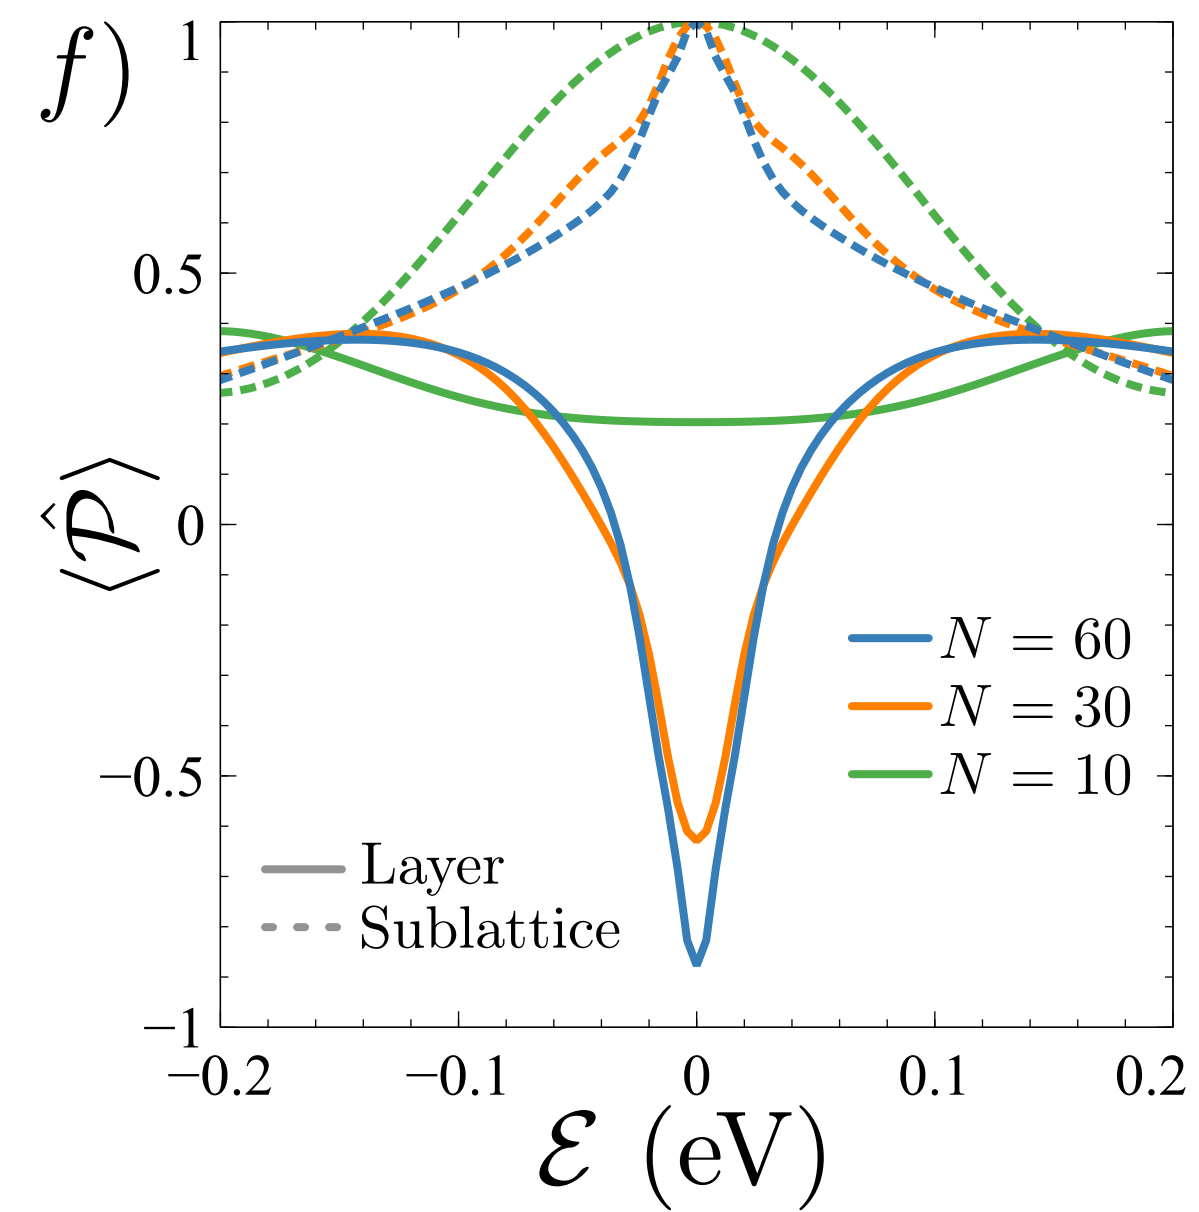 f)
1
0.5
0
−0.5
−1
⟨𝒫̂⟩
N = 60
N = 30
N = 10
Layer
Sublattice
−0.2 −0.1 0 0.1 0.2
ℰ (eV)